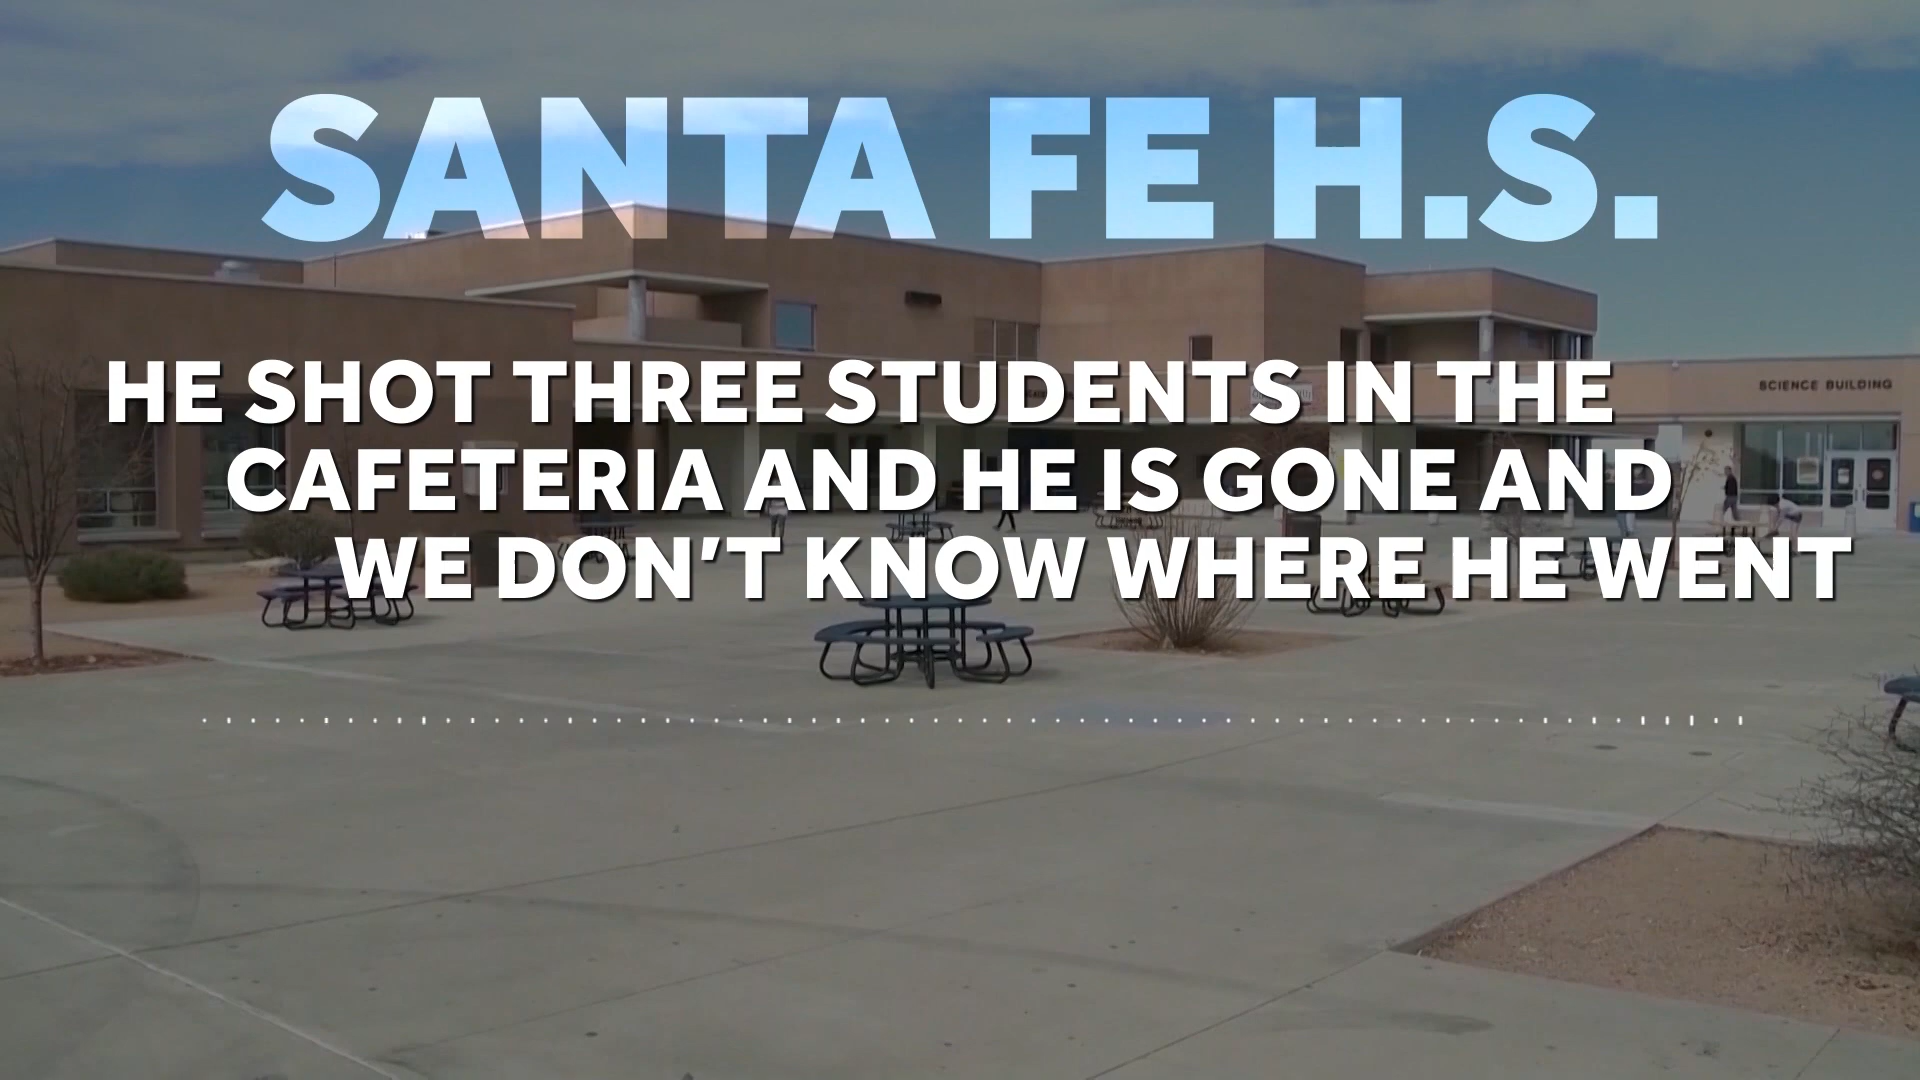 SANTA FE H.S.
HE SHOT THREE STUDENTS IN THE
CAFETERIA AND HE IS GONE AND
WE DON'T KNOW WHERE HE WENT
SCIENCE BUILDING